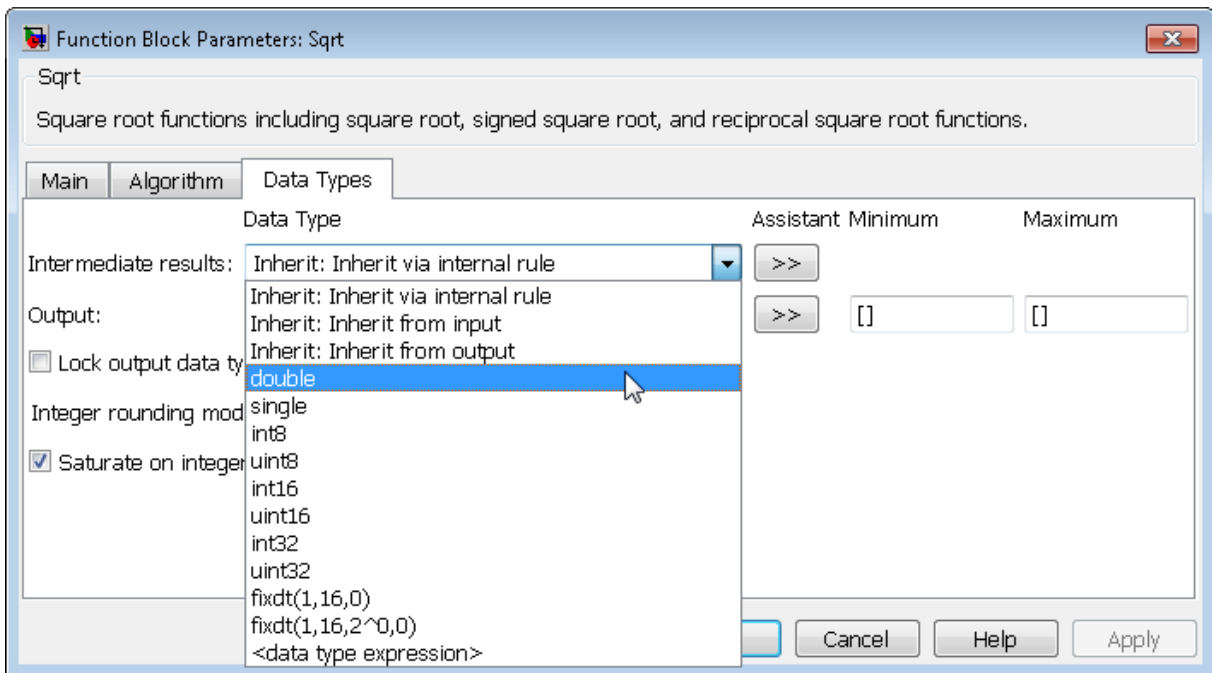 Function Block Parameters: Sqrt
Sqrt
Square root functions including square root, signed square root, and reciprocal square root functions.
Main Algorithm Data Types
Data Type Assistant Minimum Maximum
Intermediate results: Inherit: Inherit via internal rule >>
Inherit: Inherit via internal rule
Output: >> [] []
Inherit: Inherit from input
Inherit: Inherit from output
Lock output data ty
double
Integer rounding mod
single
int8
Saturate on integer
uint8
int16
uint16
int32
uint32
fixdt(1,16,0)
fixdt(1,16,2^0,0)
<data type expression>
Cancel Help Apply